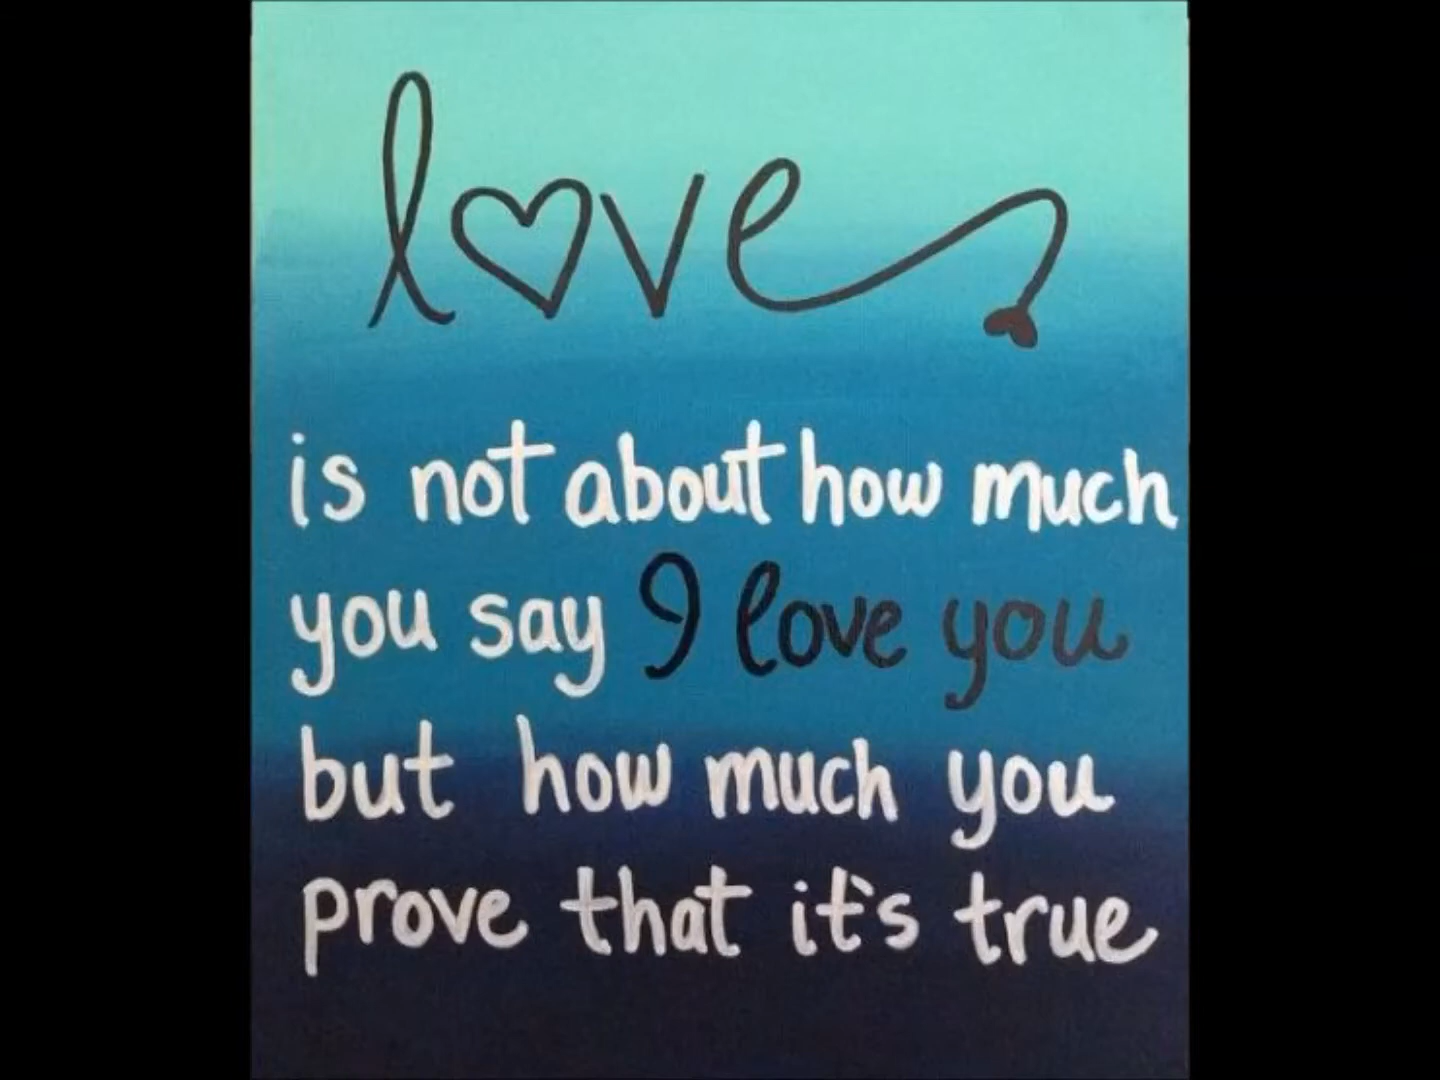 love
is not about how much
you say I love you
but how much you
prove that it's true